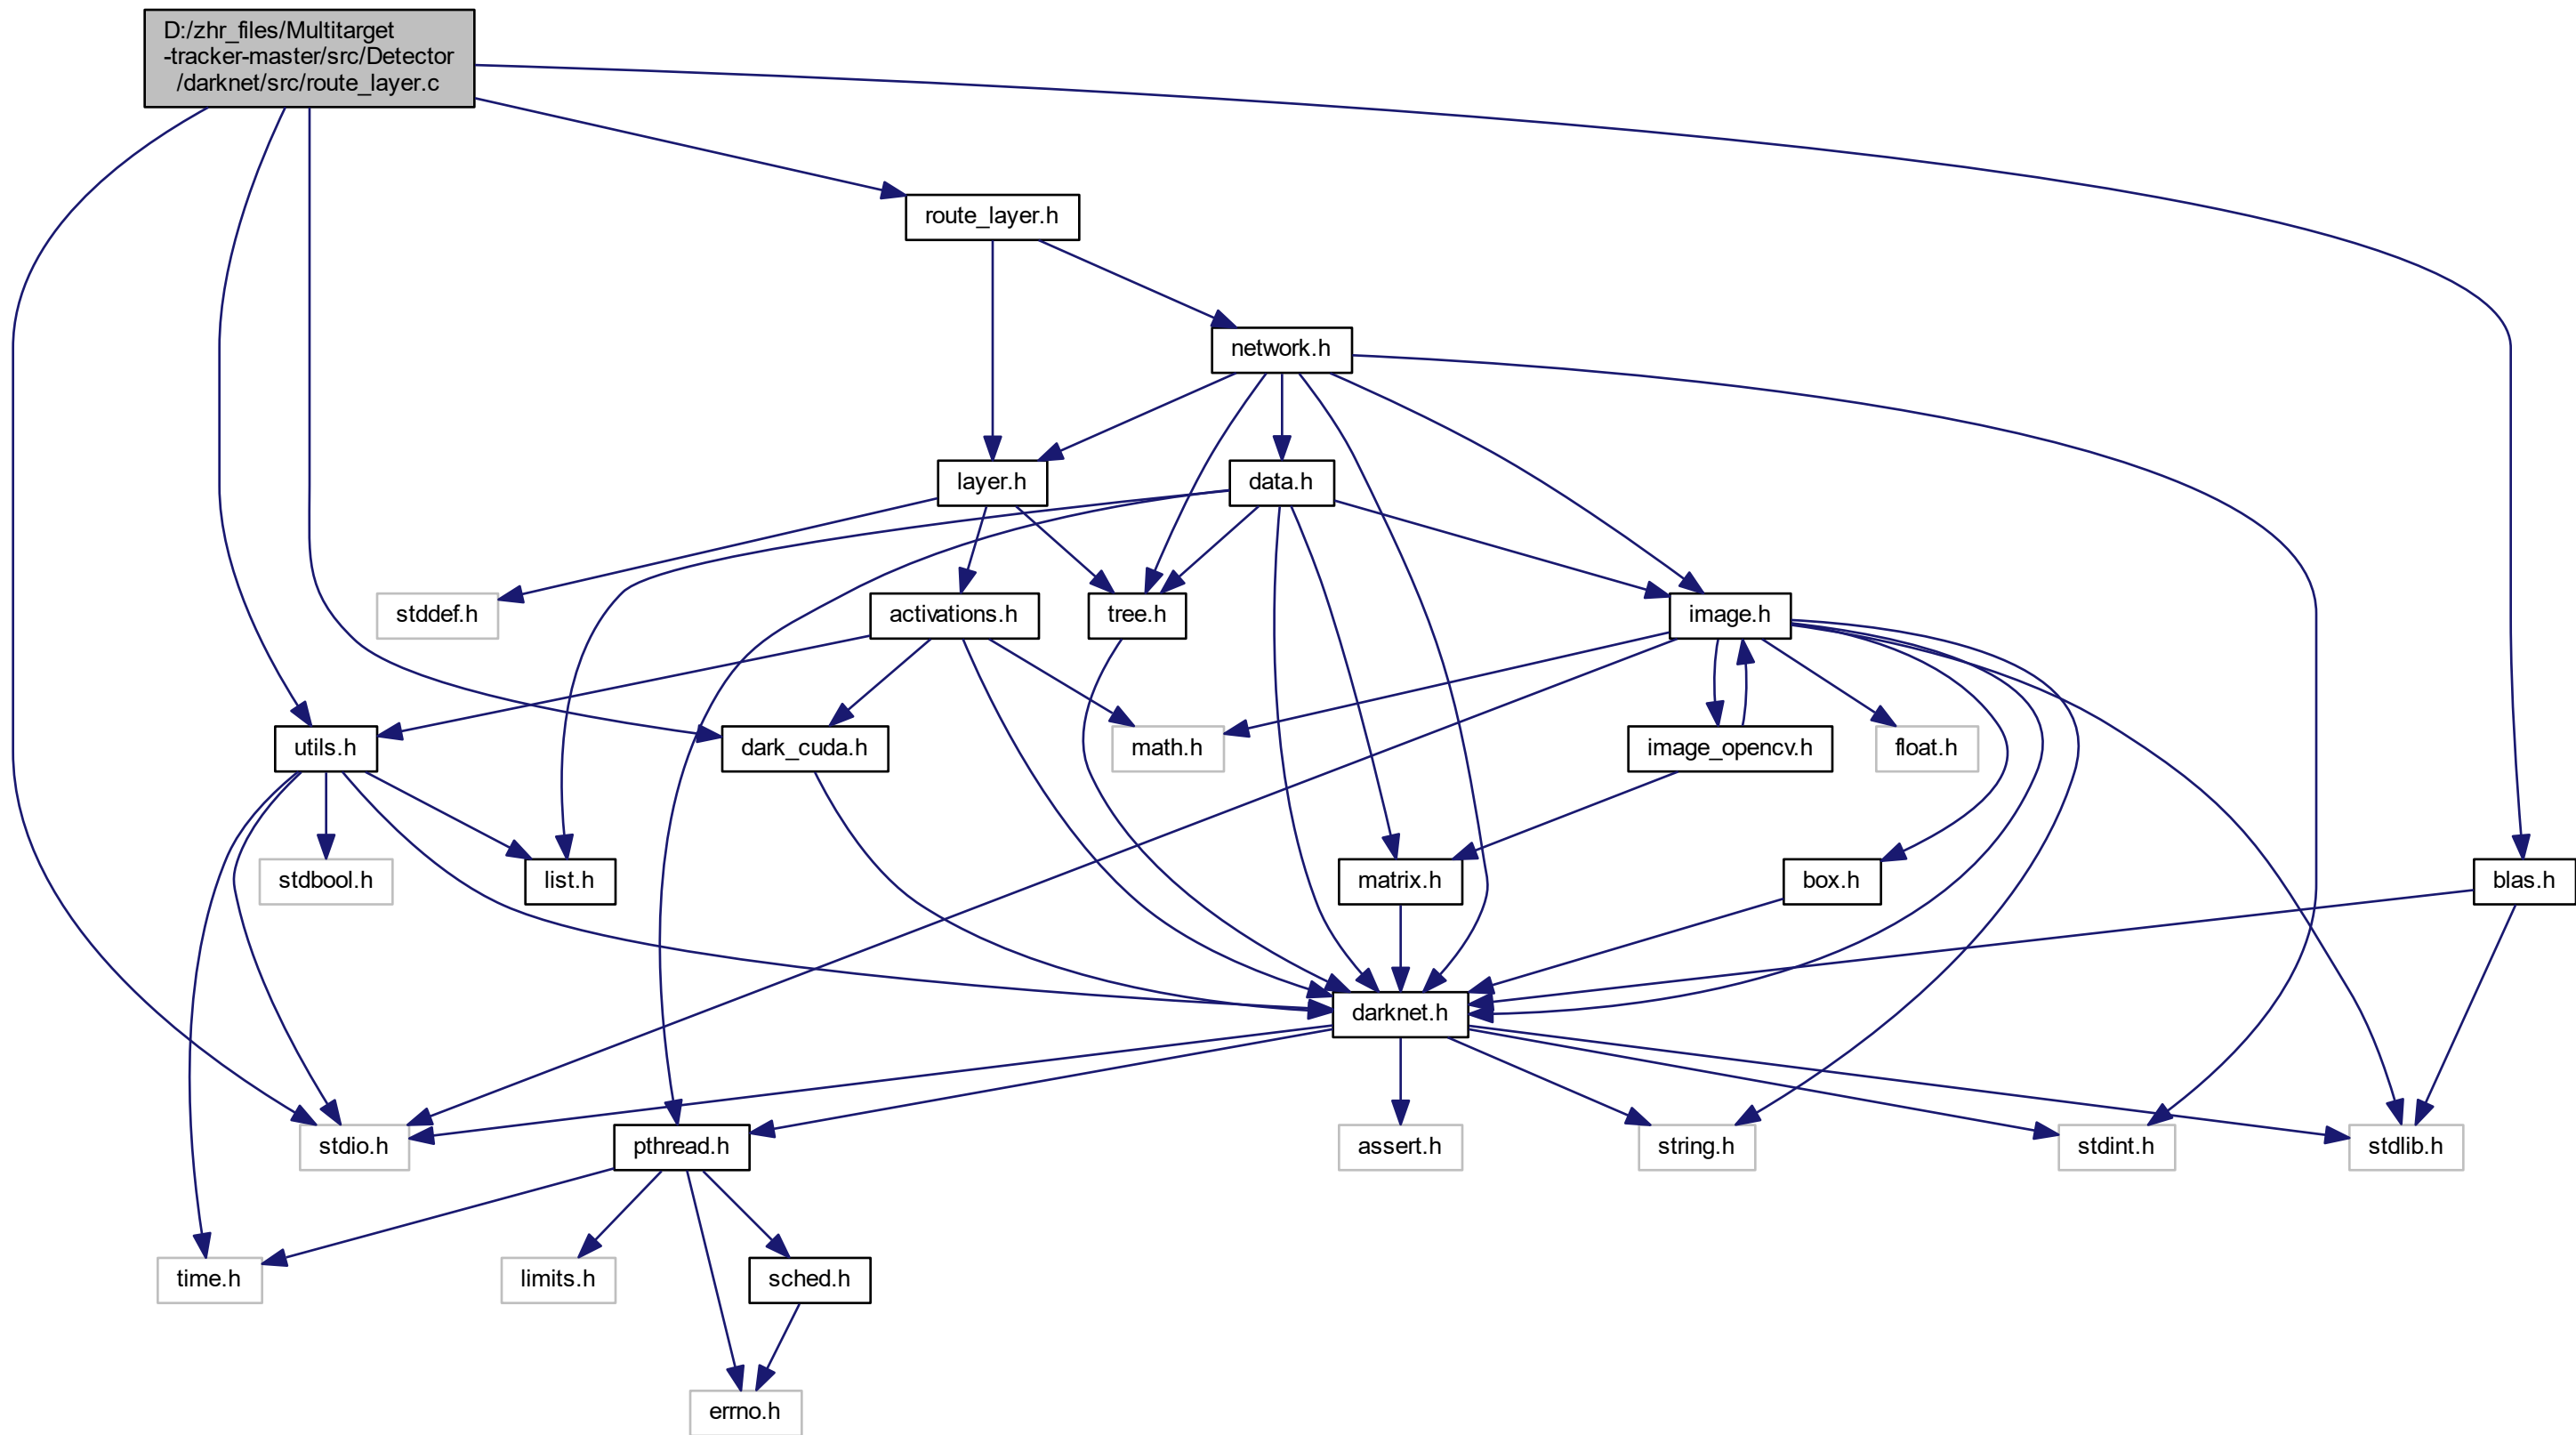 D:/zhr_files/Multitarget
-tracker-master/src/Detector
/darknet/src/route_layer.c
route_layer.h
network.h
layer.h
data.h
stddef.h
activations.h
tree.h
image.h
utils.h
dark_cuda.h
math.h
image_opencv.h
float.h
stdbool.h
list.h
matrix.h
box.h
blas.h
darknet.h
stdio.h
pthread.h
assert.h
string.h
stdint.h
stdlib.h
time.h
limits.h
sched.h
errno.h